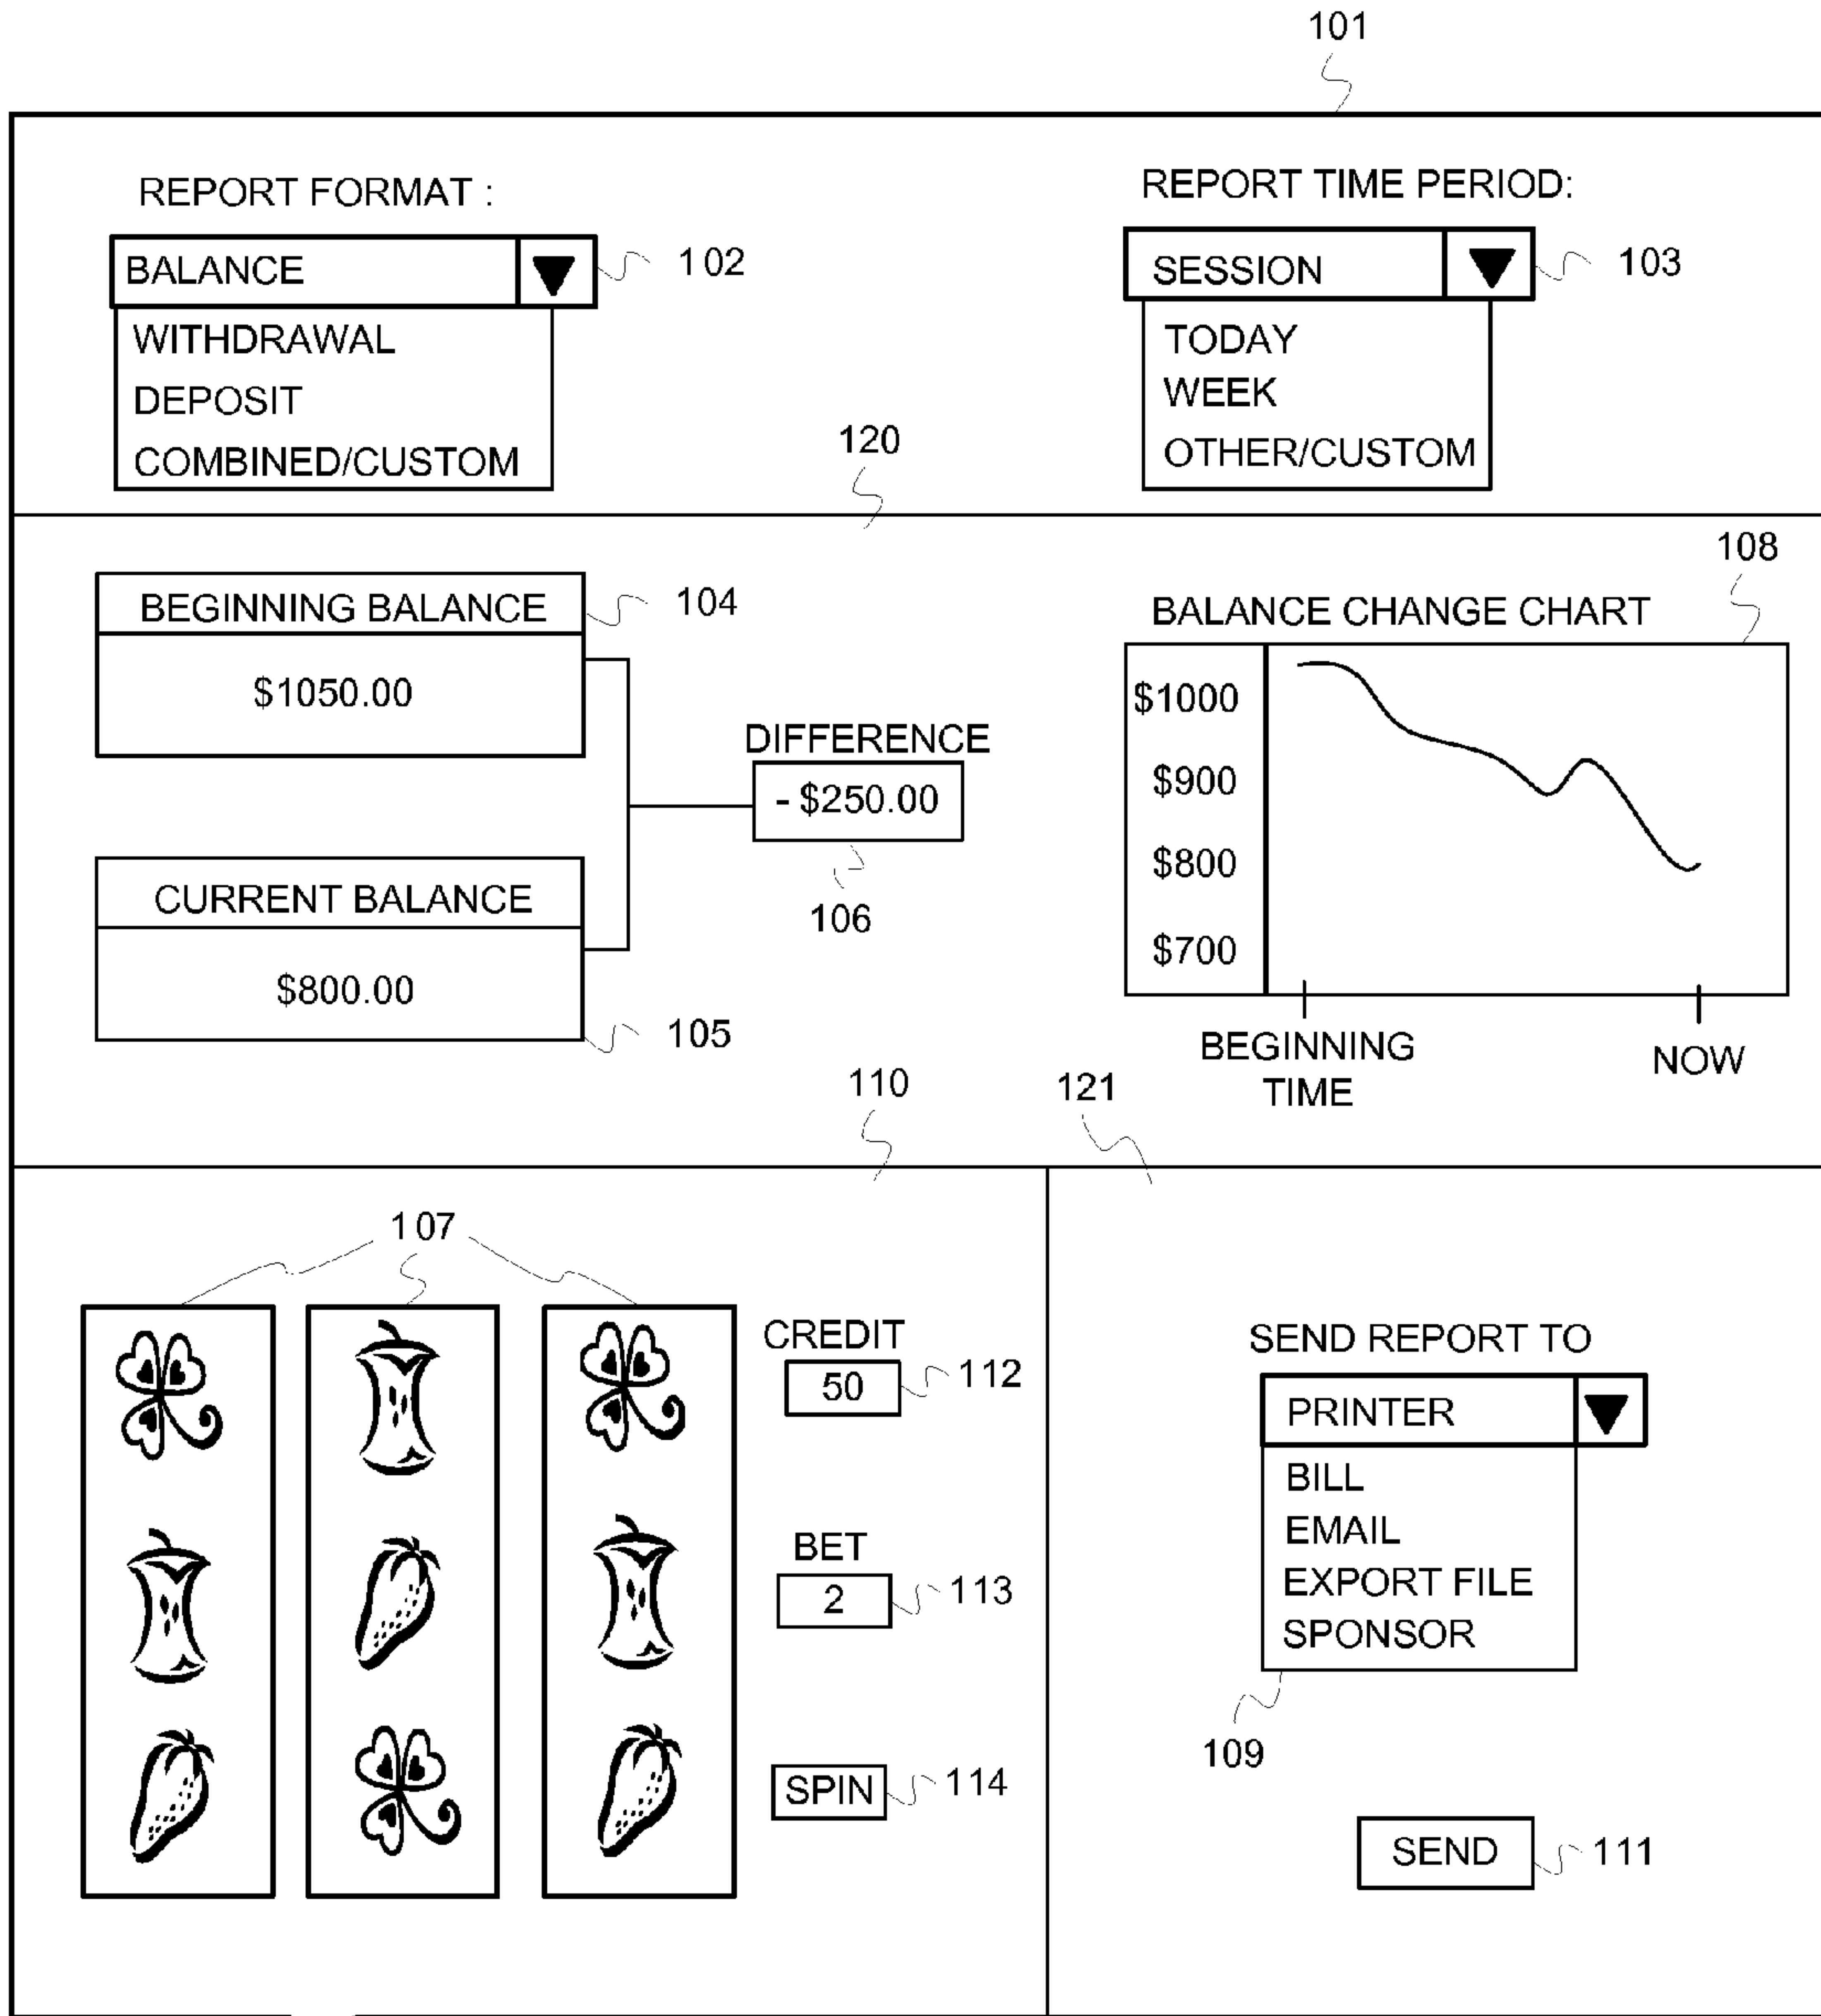 101
REPORT FORMAT :
REPORT TIME PERIOD:
BALANCE
102
SESSION
103
WITHDRAWAL
DEPOSIT
COMBINED/CUSTOM
TODAY
WEEK
OTHER/CUSTOM
120
108
BEGINNING BALANCE
104
$1050.00
DIFFERENCE
- $250.00
106
CURRENT BALANCE
$800.00
105
BALANCE CHANGE CHART
$1000
$900
$800
$700
BEGINNING
TIME
NOW
110
121
107
CREDIT
50
112
BET
2
113
SPIN
114
SEND REPORT TO
PRINTER
BILL
EMAIL
EXPORT FILE
SPONSOR
109
SEND
111